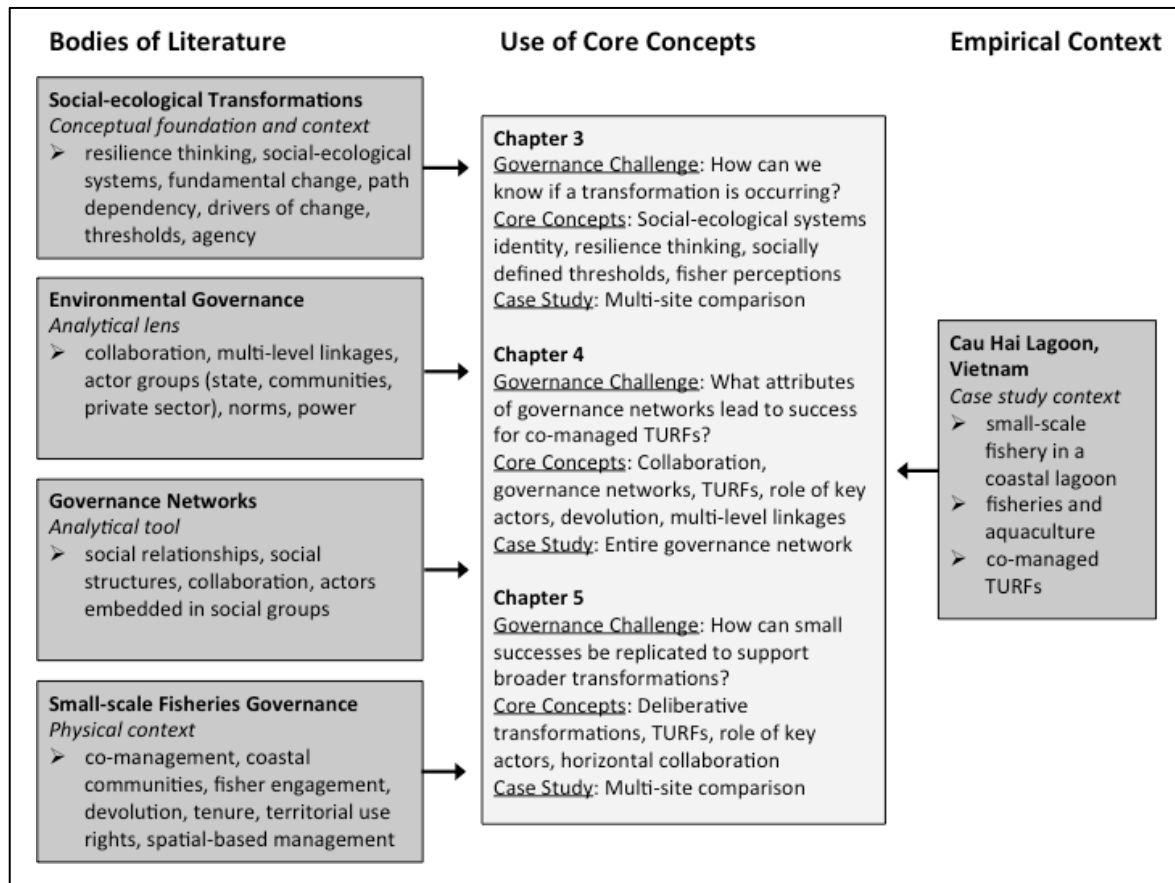 Bodies of Literature
Social-ecological Transformations
Conceptual foundation and context
➢ resilience thinking, social-ecological
systems, fundamental change, path
dependency, drivers of change,
thresholds, agency
Environmental Governance
Analytical lens
➢ collaboration, multi-level linkages,
actor groups (state, communities,
private sector), norms, power
Governance Networks
Analytical tool
➢ social relationships, social
structures, collaboration, actors
embedded in social groups
Small-scale Fisheries Governance
Physical context
➢ co-management, coastal
communities, fisher engagement,
devolution, tenure, territorial use
rights, spatial-based management
Use of Core Concepts
Chapter 3
Governance Challenge: How can we
know if a transformation is occurring?
Core Concepts: Social-ecological systems
identity, resilience thinking, socially
defined thresholds, fisher perceptions
Case Study: Multi-site comparison
Chapter 4
Governance Challenge: What attributes
of governance networks lead to success
for co-managed TURFs?
Core Concepts: Collaboration,
governance networks, TURFs, role of key
actors, devolution, multi-level linkages
Case Study: Entire governance network
Chapter 5
Governance Challenge: How can small
successes be replicated to support
broader transformations?
Core Concepts: Deliberative
transformations, TURFs, role of key
actors, horizontal collaboration
Case Study: Multi-site comparison
Empirical Context
Cau Hai Lagoon,
Vietnam
Case study context
➢ small-scale
fishery in a
coastal lagoon
➢ fisheries and
aquaculture
➢ co-managed
TURFs